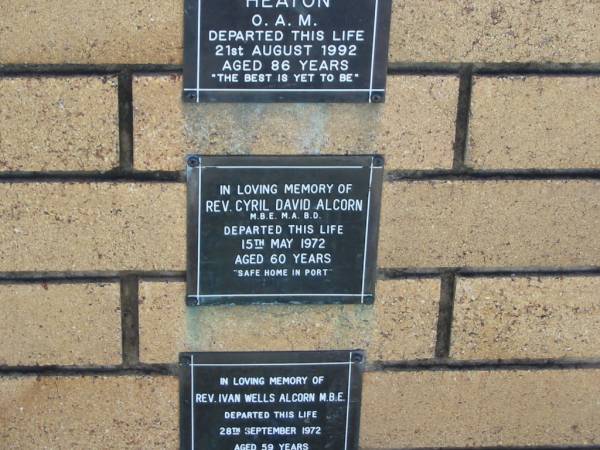 HEATON
O. A. M.
DEPARTED THIS LIFE
21st AUGUST 1992
AGED 86 YEARS
"THE BEST IS YET TO BE"
IN LOVING MEMORY OF
REV. CYRIL DAVID ALCORN
M.B.E. M.A. B.D.
DEPARTED THIS LIFE
15TH MAY 1972
AGED 60 YEARS
"SAFE HOME IN PORT"
IN LOVING MEMORY OF
REV. IVAN WELLS ALCORN M.B.E.
DEPARTED THIS LIFE
28TH SEPTEMBER 1972
AGED 59 YEARS